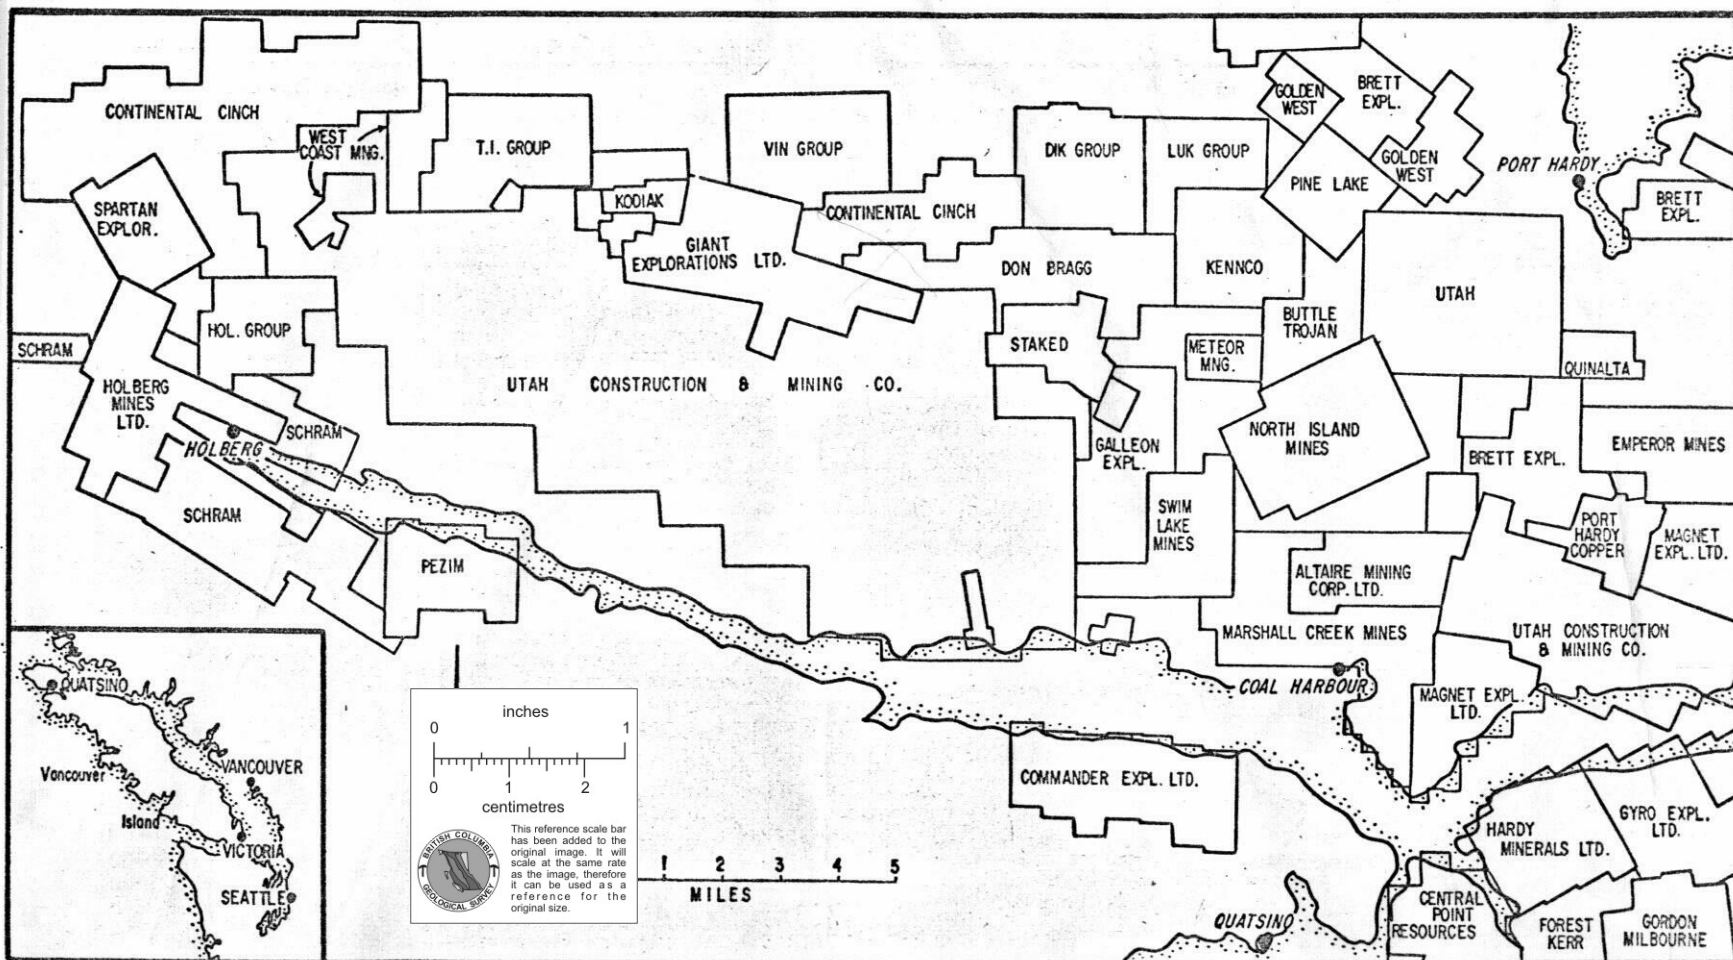 CONTINENTAL CINCH
WEST
COAST MNG.
T.I. GROUP
VIN GROUP
DIK GROUP
LUK GROUP
GOLDEN
WEST
BRETT
EXPL.
GOLDEN
WEST
PINE LAKE
PORT HARDY
BRETT
EXPL.
SPARTAN
EXPLOR.
KODIAK
GIANT
EXPLORATIONS LTD.
CONTINENTAL CINCH
DON BRAGG
KENNCO
UTAH
BUTTLE
TROJAN
HOL. GROUP
SCHRAM
STAKED
METEOR
MNG.
QUINALTA
HOLBERG
MINES
LTD.
UTAH CONSTRUCTION & MINING CO.
SCHRAM
HOLBERG
GALLEON
EXPL.
NORTH ISLAND
MINES
BRETT EXPL.
EMPEROR MINES
SCHRAM
SWIM
LAKE
MINES
PORT
HARDY
COPPER
MAGNET
EXPL. LTD.
PEZIM
ALTAIRE MINING
CORP. LTD.
MARSHALL CREEK MINES
UTAH CONSTRUCTION
& MINING CO.
COAL HARBOUR
MAGNET EXPL.
LTD.
COMMANDER EXPL. LTD.
HARDY
MINERALS LTD.
GYRO EXPL.
LTD.
QUATSINO
CENTRAL
POINT
RESOURCES
FOREST
KERR
GORDON
MILBOURNE
QUATSINO
VANCOUVER
Vancouver
Island
VICTORIA
SEATTLE
inches
0 1
0 1 2
centimetres
BRITISH COLUMBIA
GEOLOGICAL SURVEY
This reference scale bar
has been added to the
original image. It will
scale at the same rate
as the image, therefore
it can be used as a
reference for the
original size.
1 2 3 4 5
MILES